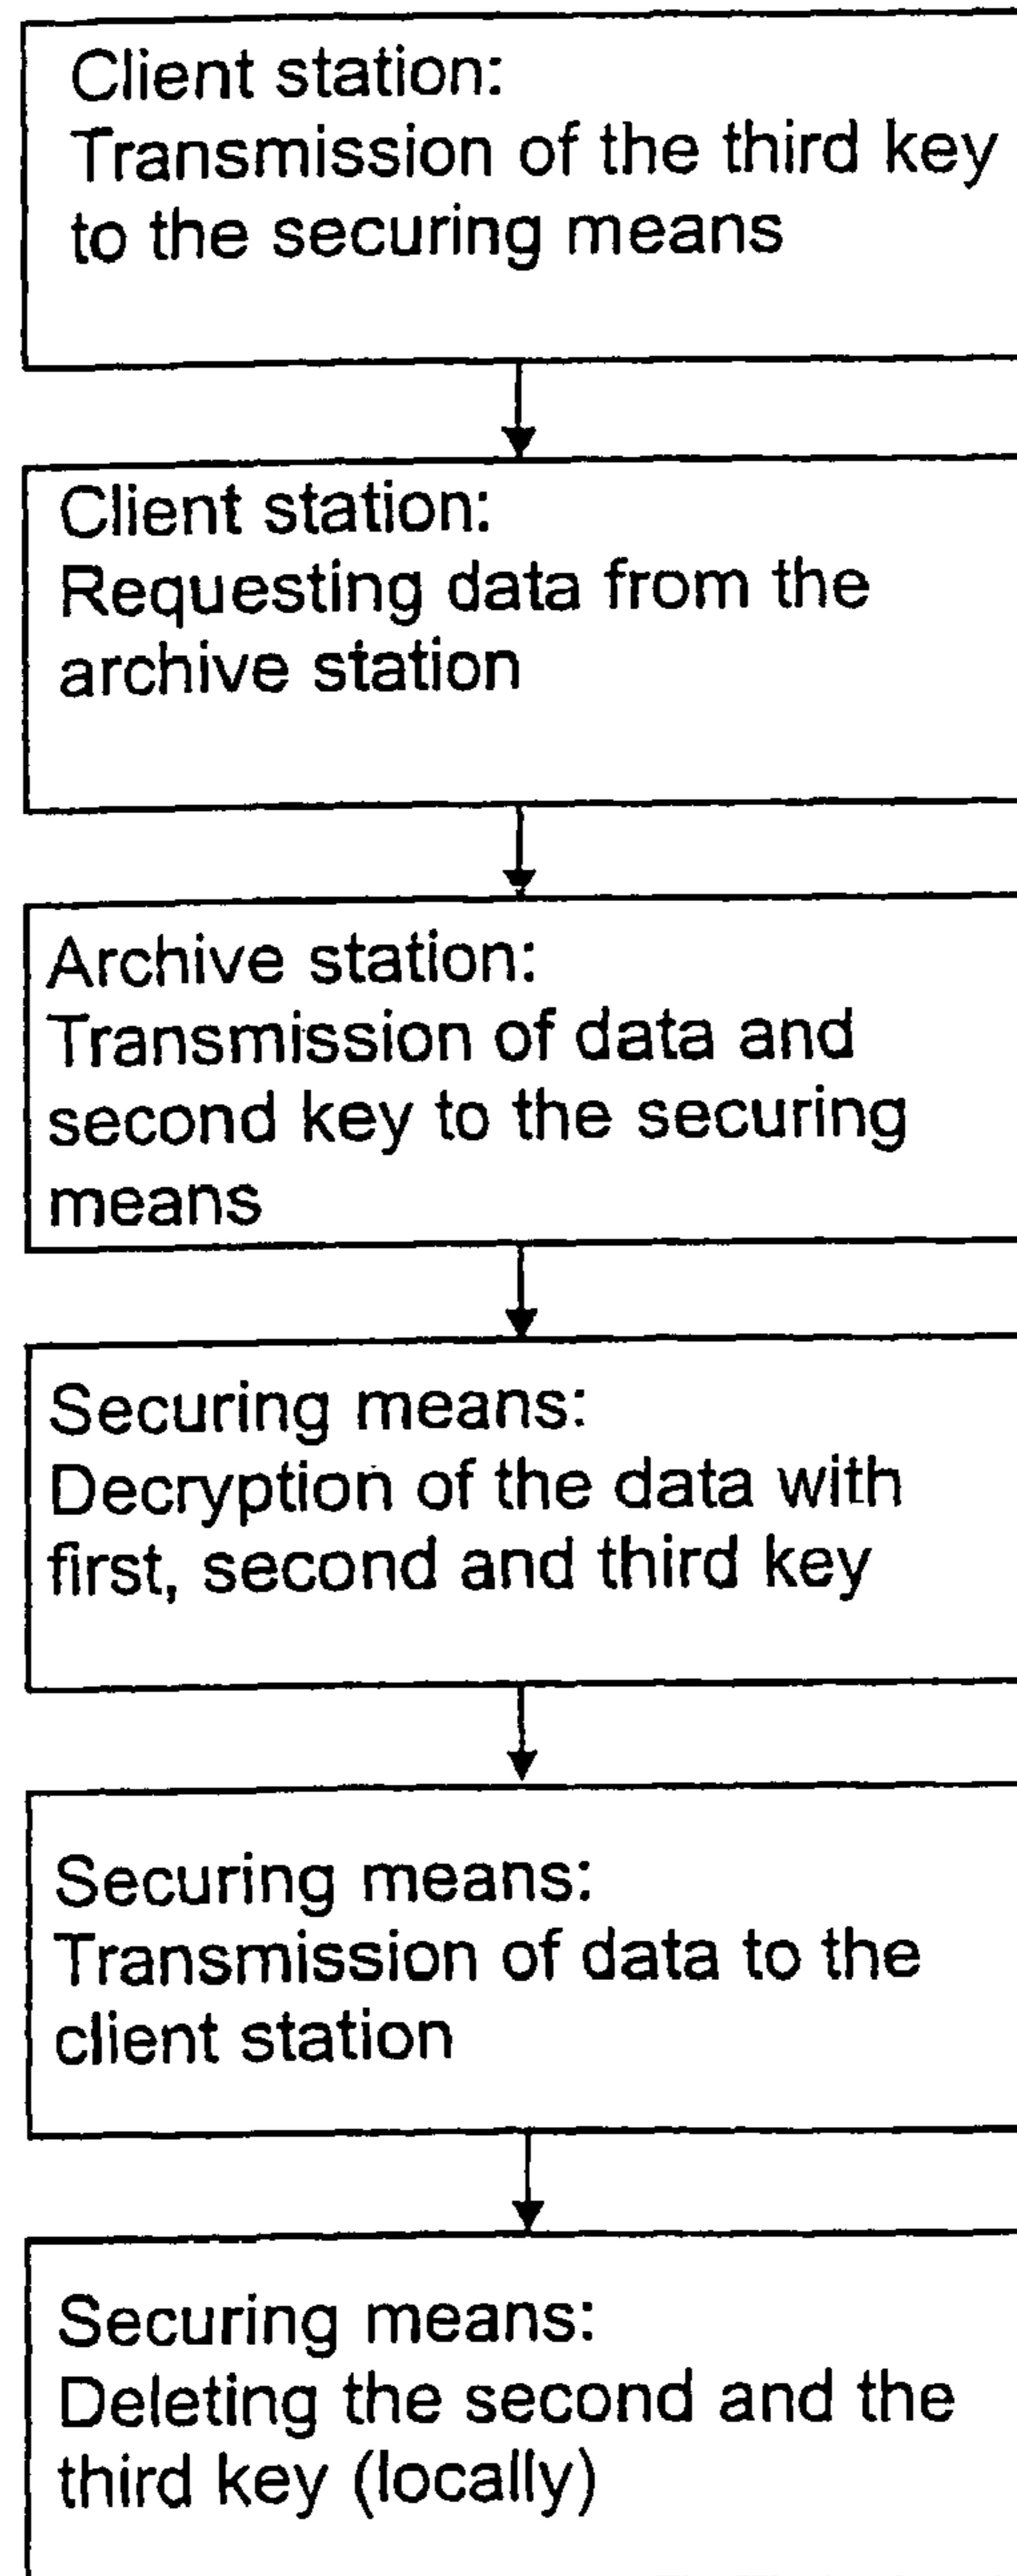 Client station:
Transmission of the third key
to the securing means
Client station:
Requesting data from the
archive station
Archive station:
Transmission of data and
second key to the securing
means
Securing means:
Decryption of the data with
first, second and third key
Securing means:
Transmission of data to the
client station
Securing means:
Deleting the second and the
third key (locally)